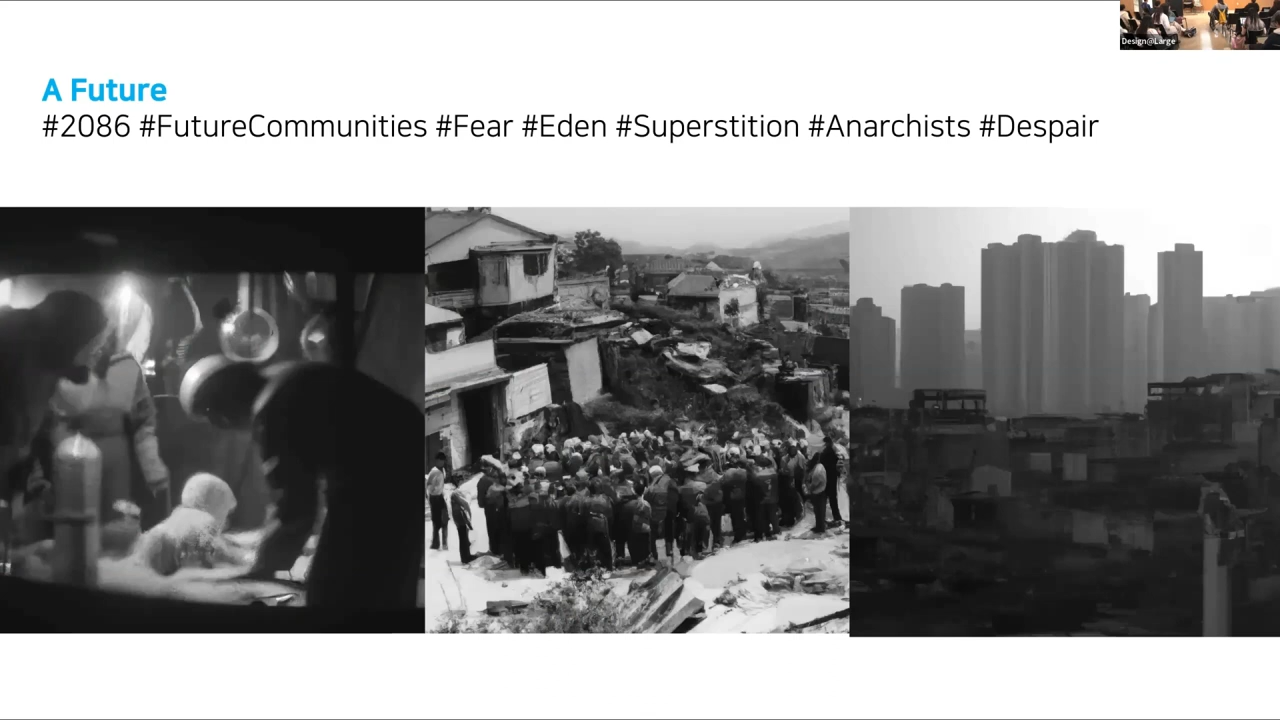 Design@Large
A Future
#2086 #FutureCommunities #Fear #Eden #Superstition #Anarchists #Despair